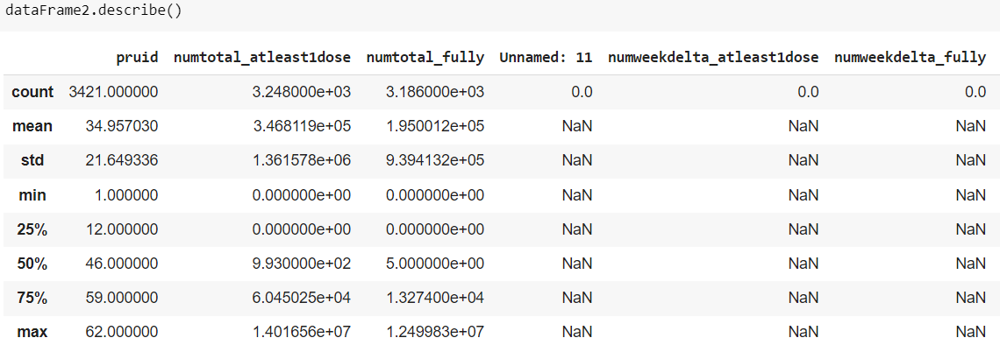 dataFrame2.describe()
pruid numtotal_atleast1dose numtotal_fully Unnamed: 11 numweekdelta_atleast1dose numweekdelta_fully
count 3421.000000 3.248000e+03 3.186000e+03 0.0 0.0 0.0
mean 34.957030 3.468119e+05 1.950012e+05 NaN NaN NaN
std 21.649336 1.361578e+06 9.394132e+05 NaN NaN NaN
min 1.000000 0.000000e+00 0.000000e+00 NaN NaN NaN
25% 12.000000 0.000000e+00 0.000000e+00 NaN NaN NaN
50% 46.000000 9.930000e+02 5.000000e+00 NaN NaN NaN
75% 59.000000 6.045025e+04 1.327400e+04 NaN NaN NaN
max 62.000000 1.401656e+07 1.249983e+07 NaN NaN NaN